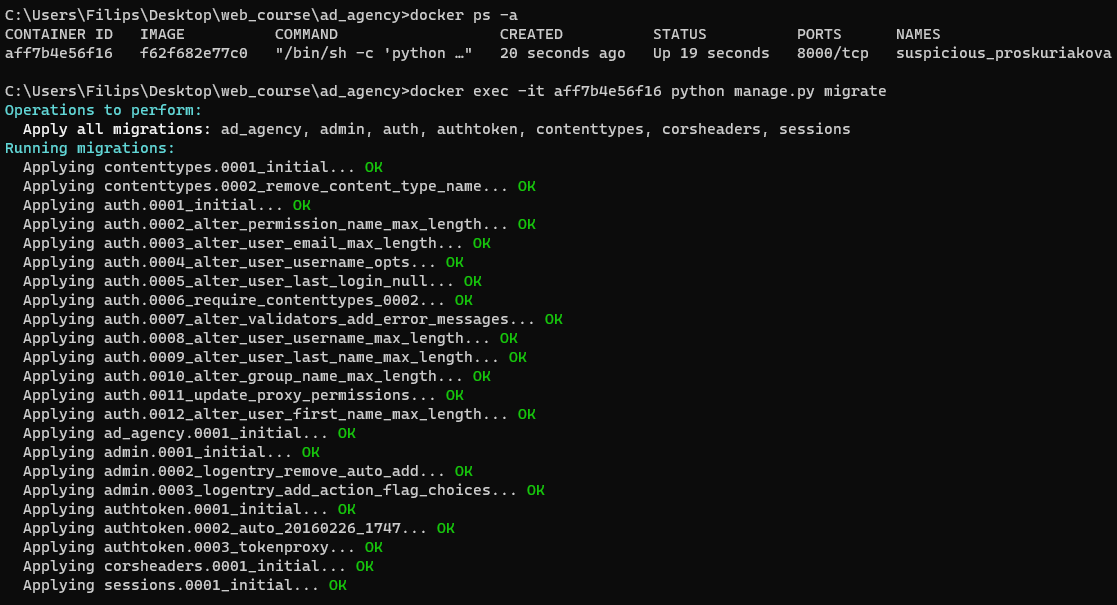 C:\Users\Filips\Desktop\web_course\ad_agency>docker ps -a
CONTAINER ID   IMAGE          COMMAND                  CREATED          STATUS          PORTS      NAMES
aff7b4e56f16   f62f682e77c0   "/bin/sh -c 'python …"   20 seconds ago   Up 19 seconds   8000/tcp   suspicious_proskuriakova
C:\Users\Filips\Desktop\web_course\ad_agency>docker exec -it aff7b4e56f16 python manage.py migrate
Operations to perform:
  Apply all migrations: ad_agency, admin, auth, authtoken, contenttypes, corsheaders, sessions
Running migrations:
  Applying contenttypes.0001_initial... OK
  Applying contenttypes.0002_remove_content_type_name... OK
  Applying auth.0001_initial... OK
  Applying auth.0002_alter_permission_name_max_length... OK
  Applying auth.0003_alter_user_email_max_length... OK
  Applying auth.0004_alter_user_username_opts... OK
  Applying auth.0005_alter_user_last_login_null... OK
  Applying auth.0006_require_contenttypes_0002... OK
  Applying auth.0007_alter_validators_add_error_messages... OK
  Applying auth.0008_alter_user_username_max_length... OK
  Applying auth.0009_alter_user_last_name_max_length... OK
  Applying auth.0010_alter_group_name_max_length... OK
  Applying auth.0011_update_proxy_permissions... OK
  Applying auth.0012_alter_user_first_name_max_length... OK
  Applying ad_agency.0001_initial... OK
  Applying admin.0001_initial... OK
  Applying admin.0002_logentry_remove_auto_add... OK
  Applying admin.0003_logentry_add_action_flag_choices... OK
  Applying authtoken.0001_initial... OK
  Applying authtoken.0002_auto_20160226_1747... OK
  Applying authtoken.0003_tokenproxy... OK
  Applying corsheaders.0001_initial... OK
  Applying sessions.0001_initial... OK